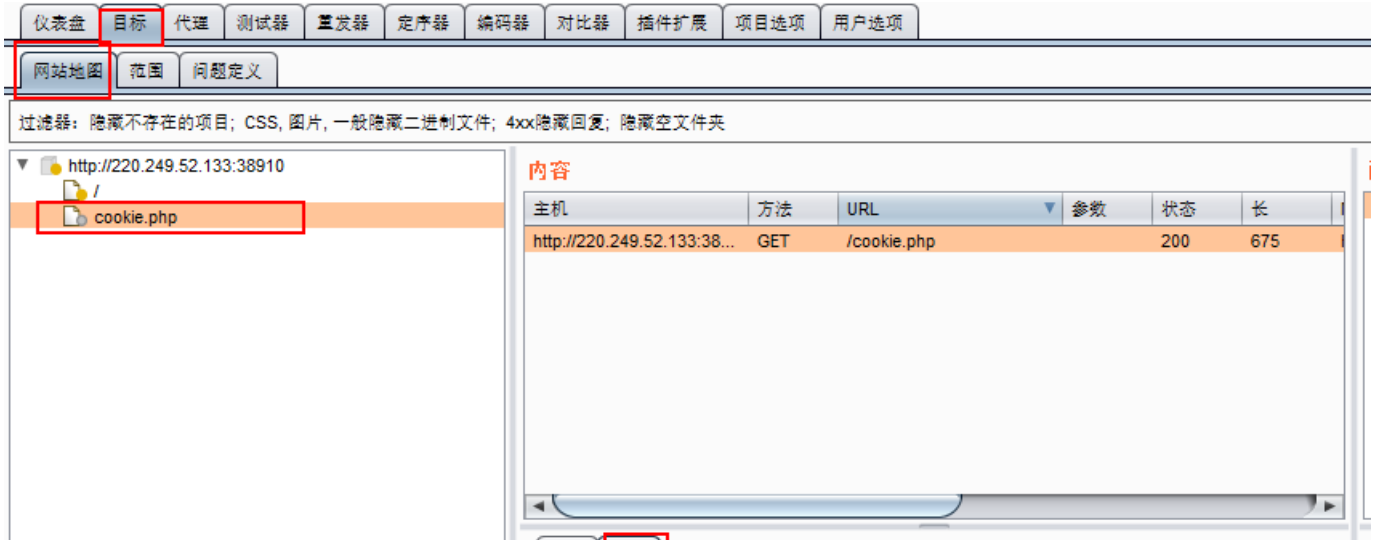 仪表盘 目标 代理 测试器 重发器 定序器 编码器 对比器 插件扩展 项目选项 用户选项
网站地图 范围 问题定义
过滤器：隐藏不存在的项目; CSS, 图片, 一般隐藏二进制文件; 4xx隐藏回复; 隐藏空文件夹
http://220.249.52.133:38910
/
cookie.php
内容
主机 方法 URL 参数 状态 长
http://220.249.52.133:38... GET /cookie.php 200 675